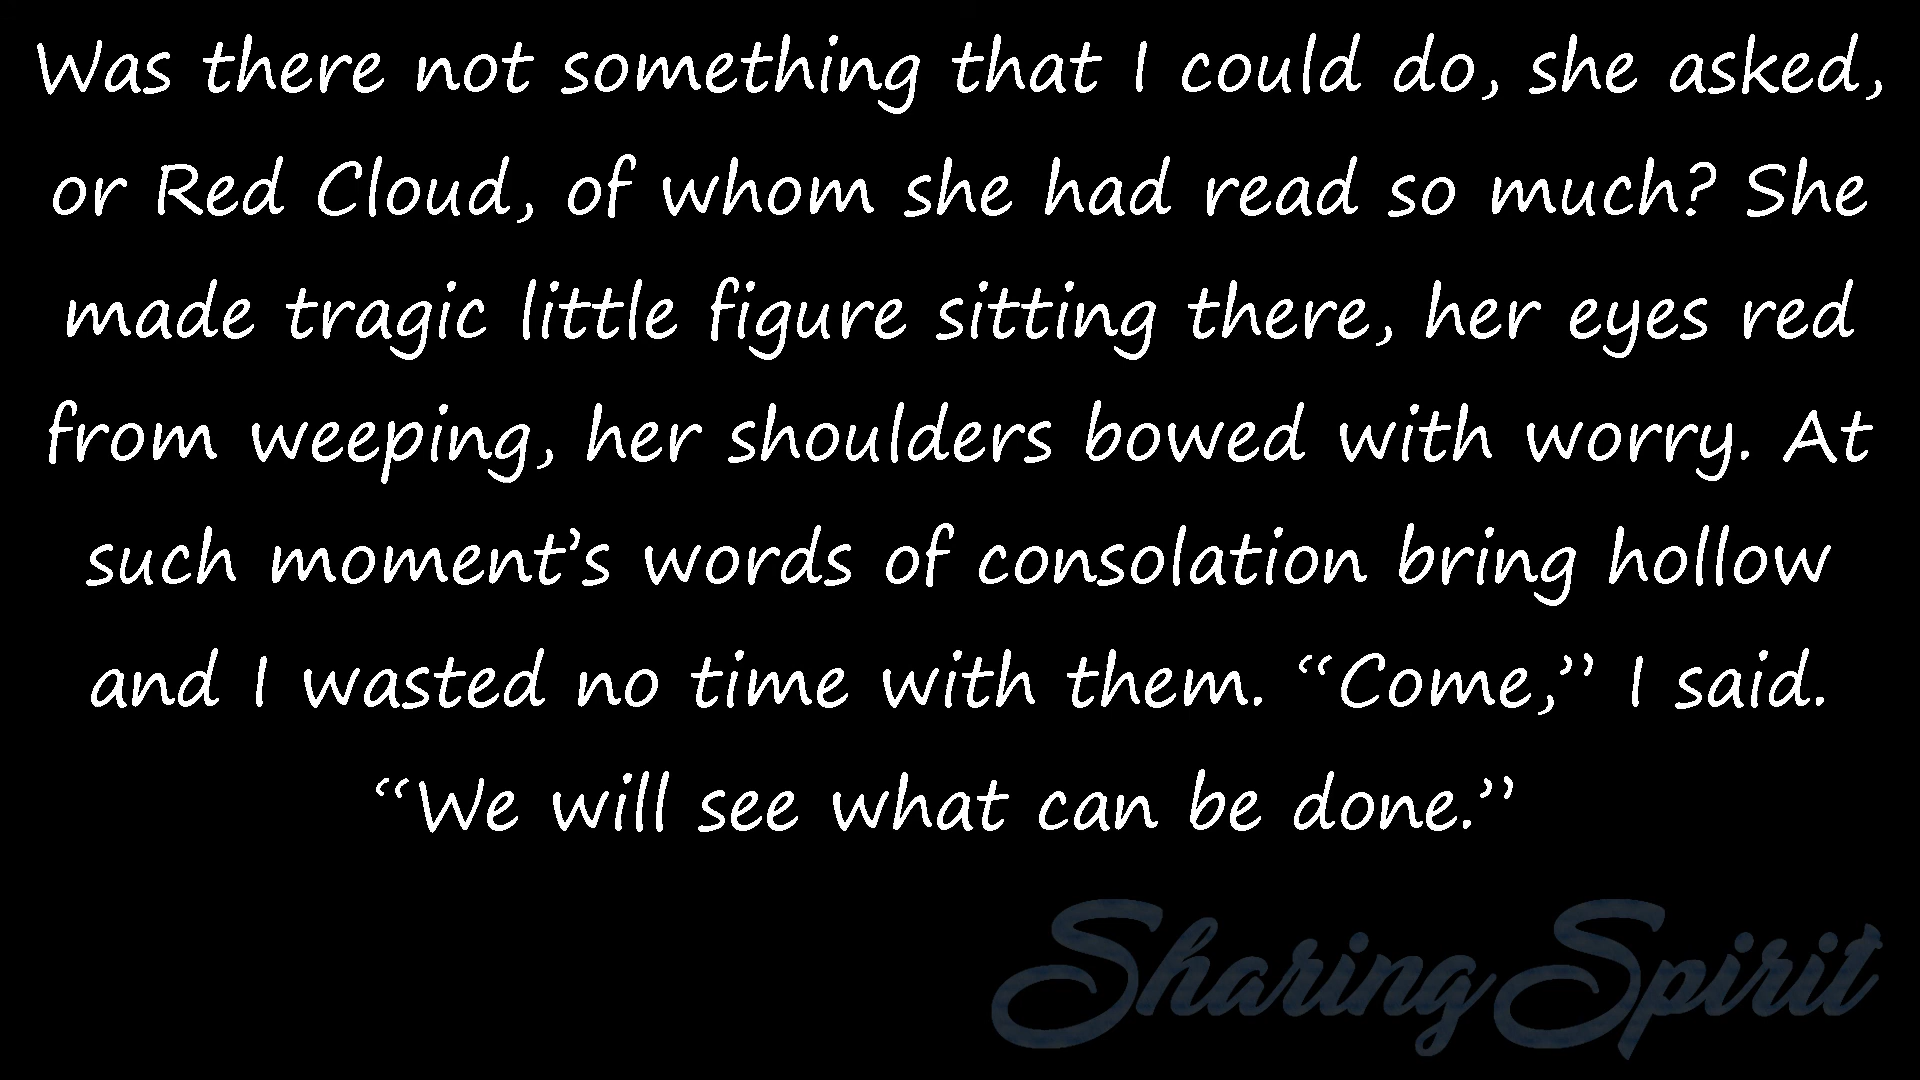 Was there not something that I could do, she asked,
or Red Cloud, of whom she had read so much? She
made tragic little figure sitting there, her eyes red
from weeping, her shoulders bowed with worry. At
such moment’s words of consolation bring hollow
and I wasted no time with them. “Come,” I said.
“We will see what can be done.”
Sharing Spirit